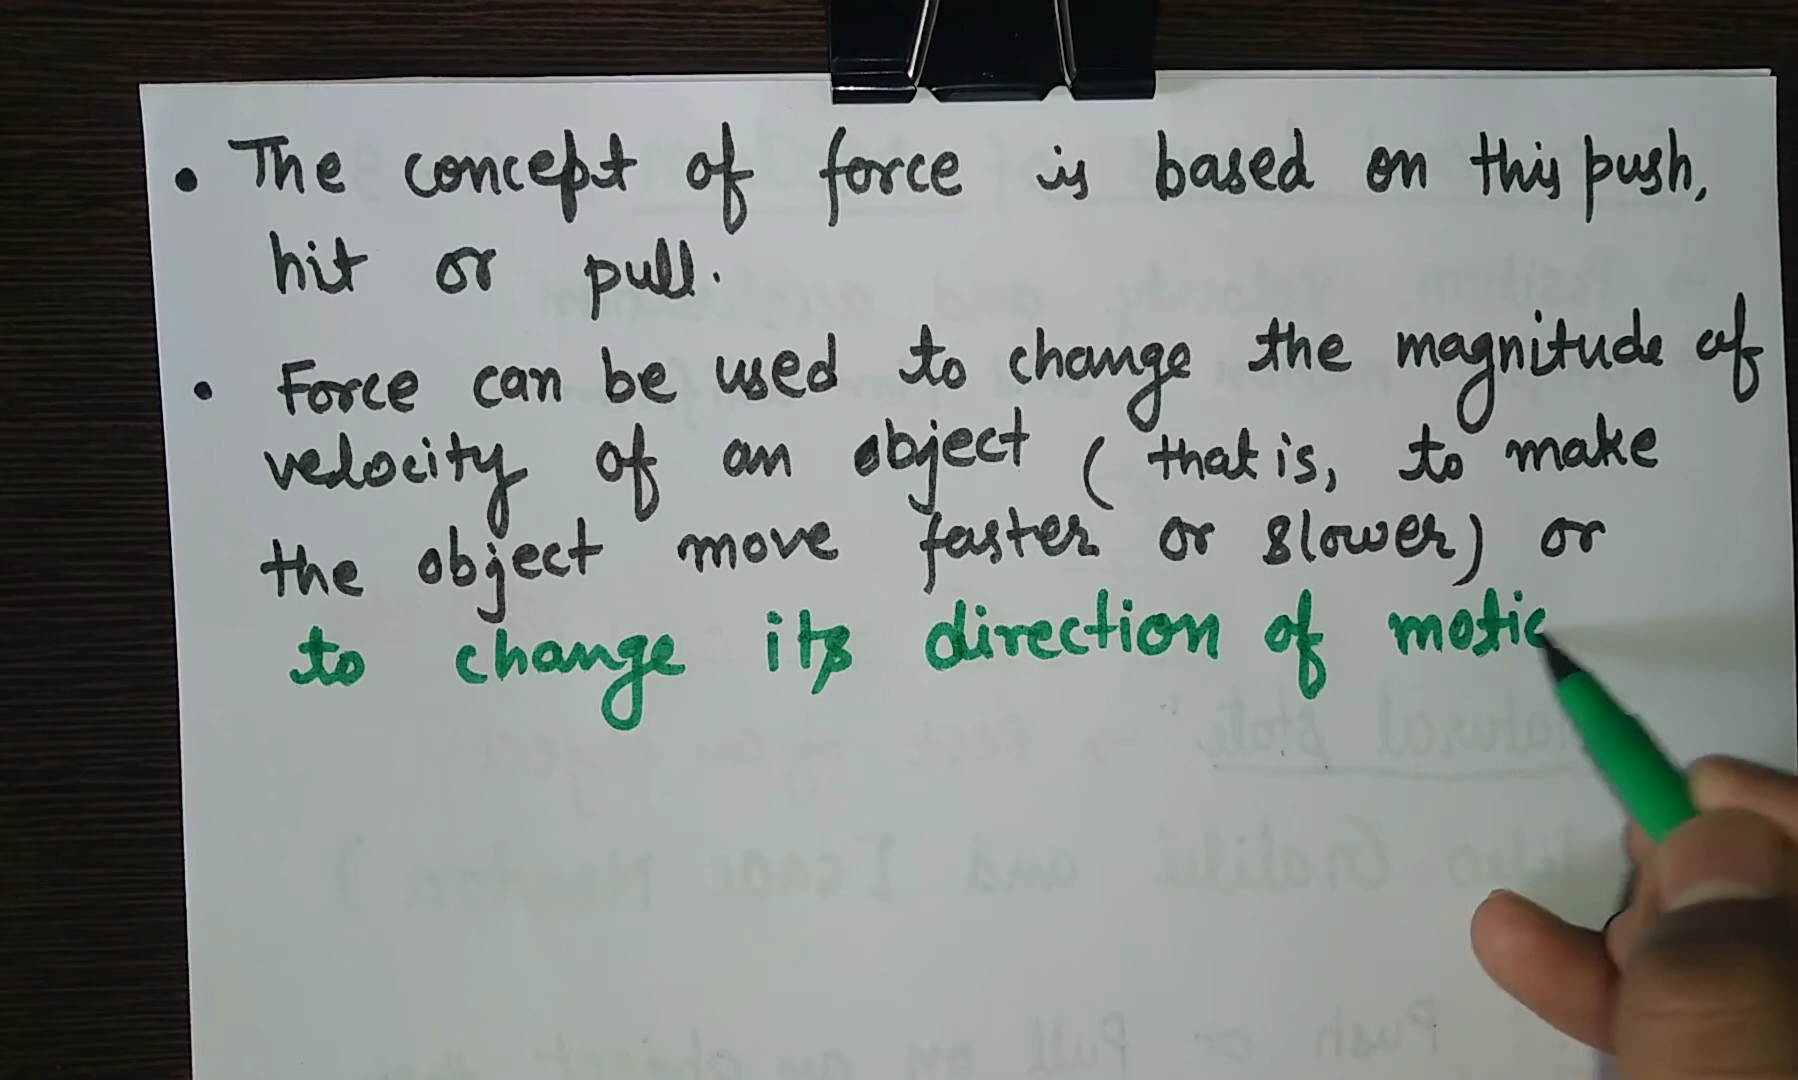 • The concept of force is based on this push,
hit or pull.
• Force can be used to change the magnitude of
velocity of an object (that is, to make
the object move faster or slower) or
to change its direction of motio